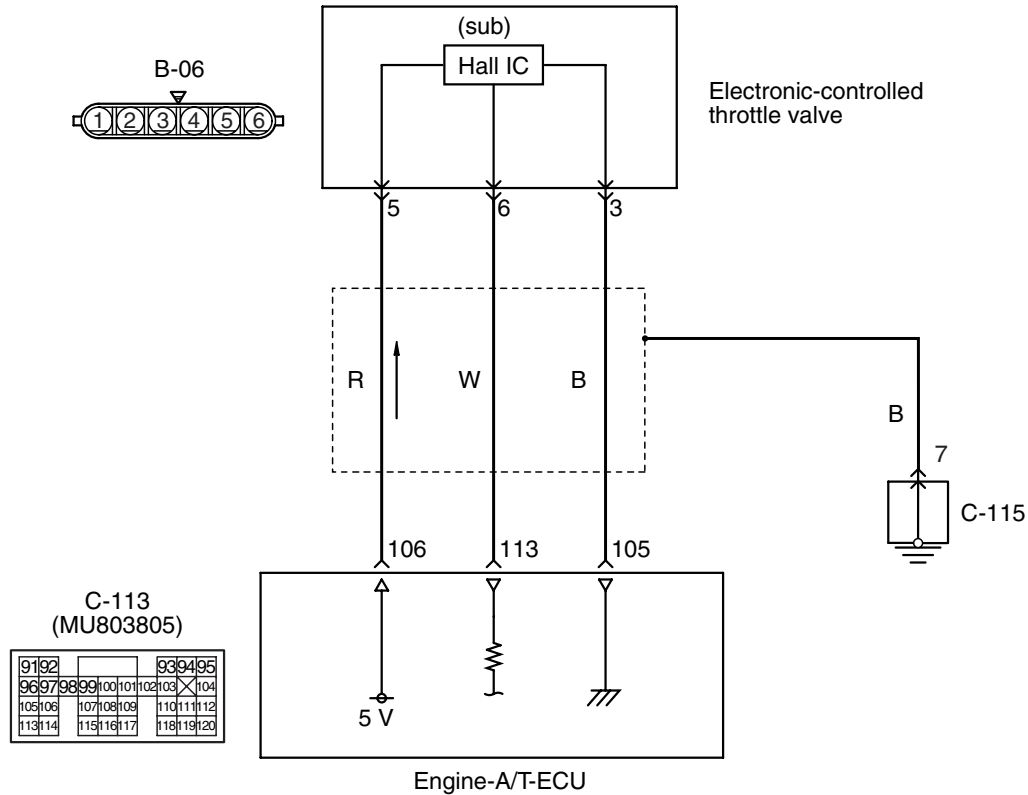 (sub)
Hall IC
B-06
1 2 3 4 5 6
Electronic-controlled
throttle valve
5 6 3
R W B
B
7
C-115
106 113 105
C-113
(MU803805)
91 92 93 94 95
96 97 98 99 100 101 102 103 104
105 106 107 108 109 110 111 112
113 114 115 116 117 118 119 120
5 V
Engine-A/T-ECU